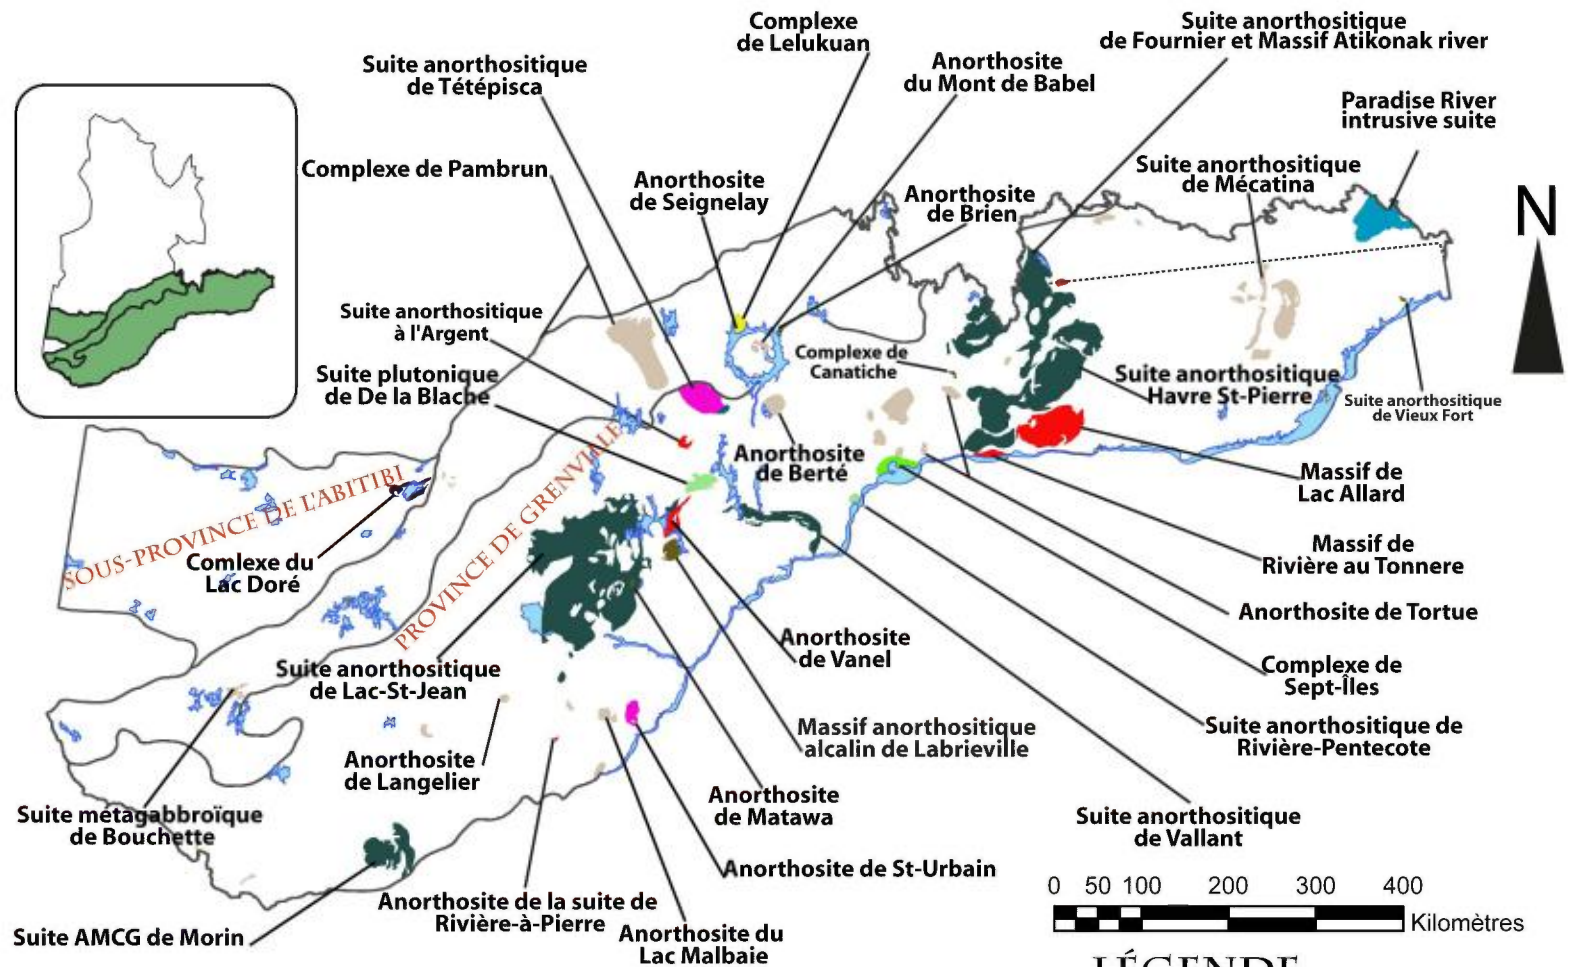 Complexe
de Lelukuan
Suite anorthositique
de Fournier et Massif Atikonak river
Suite anorthositique
de Tétépisca
Anorthosite
du Mont de Babel
Paradise River
intrusive suite
N
Complexe de Pambrun
Anorthosite
de Seignelay
Anorthosite
de Brien
Suite anorthositique
de Mécatina
Suite anorthositique
à l'Argent
Complexe de
Canatiche
Suite plutonique
de De la Blache
Suite anorthositique
Havre St-Pierre
Suite anorthositique
de Vieux Fort
Anorthosite
de Berté
Massif de
Lac Allard
SOUS-PROVINCE DE L'ABITIBI
PROVINCE DE GRENVILLE
Comlexe du
Lac Doré
Massif de
Rivière au Tonnere
Anorthosite de Tortue
Anorthosite
de Vanel
Suite anorthositique
de Lac-St-Jean
Complexe de
Sept-Îles
Massif anorthositique
alcalin de Labrieville
Suite anorthositique de
Rivière-Pentecote
Anorthosite
de Langelier
Anorthosite
de Matawa
Suite métagabbroïque
de Bouchette
Suite anorthositique
de Vallant
Anorthosite de St-Urbain
Anorthosite de la suite de
Rivière-à-Pierre
Anorthosite du
Lac Malbaie
Suite AMCG de Morin
0 50 100 200 300 400
Kilomètres
LÉGENDE